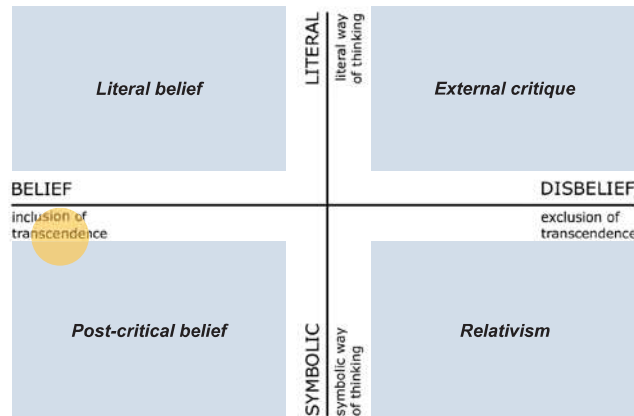 LITERAL
literal way
of thinking
Literal belief
External critique
BELIEF
DISBELIEF
inclusion of
transcendence
exclusion of
transcendence
Post-critical belief
Relativism
SYMBOLIC
symbolic way
of thinking